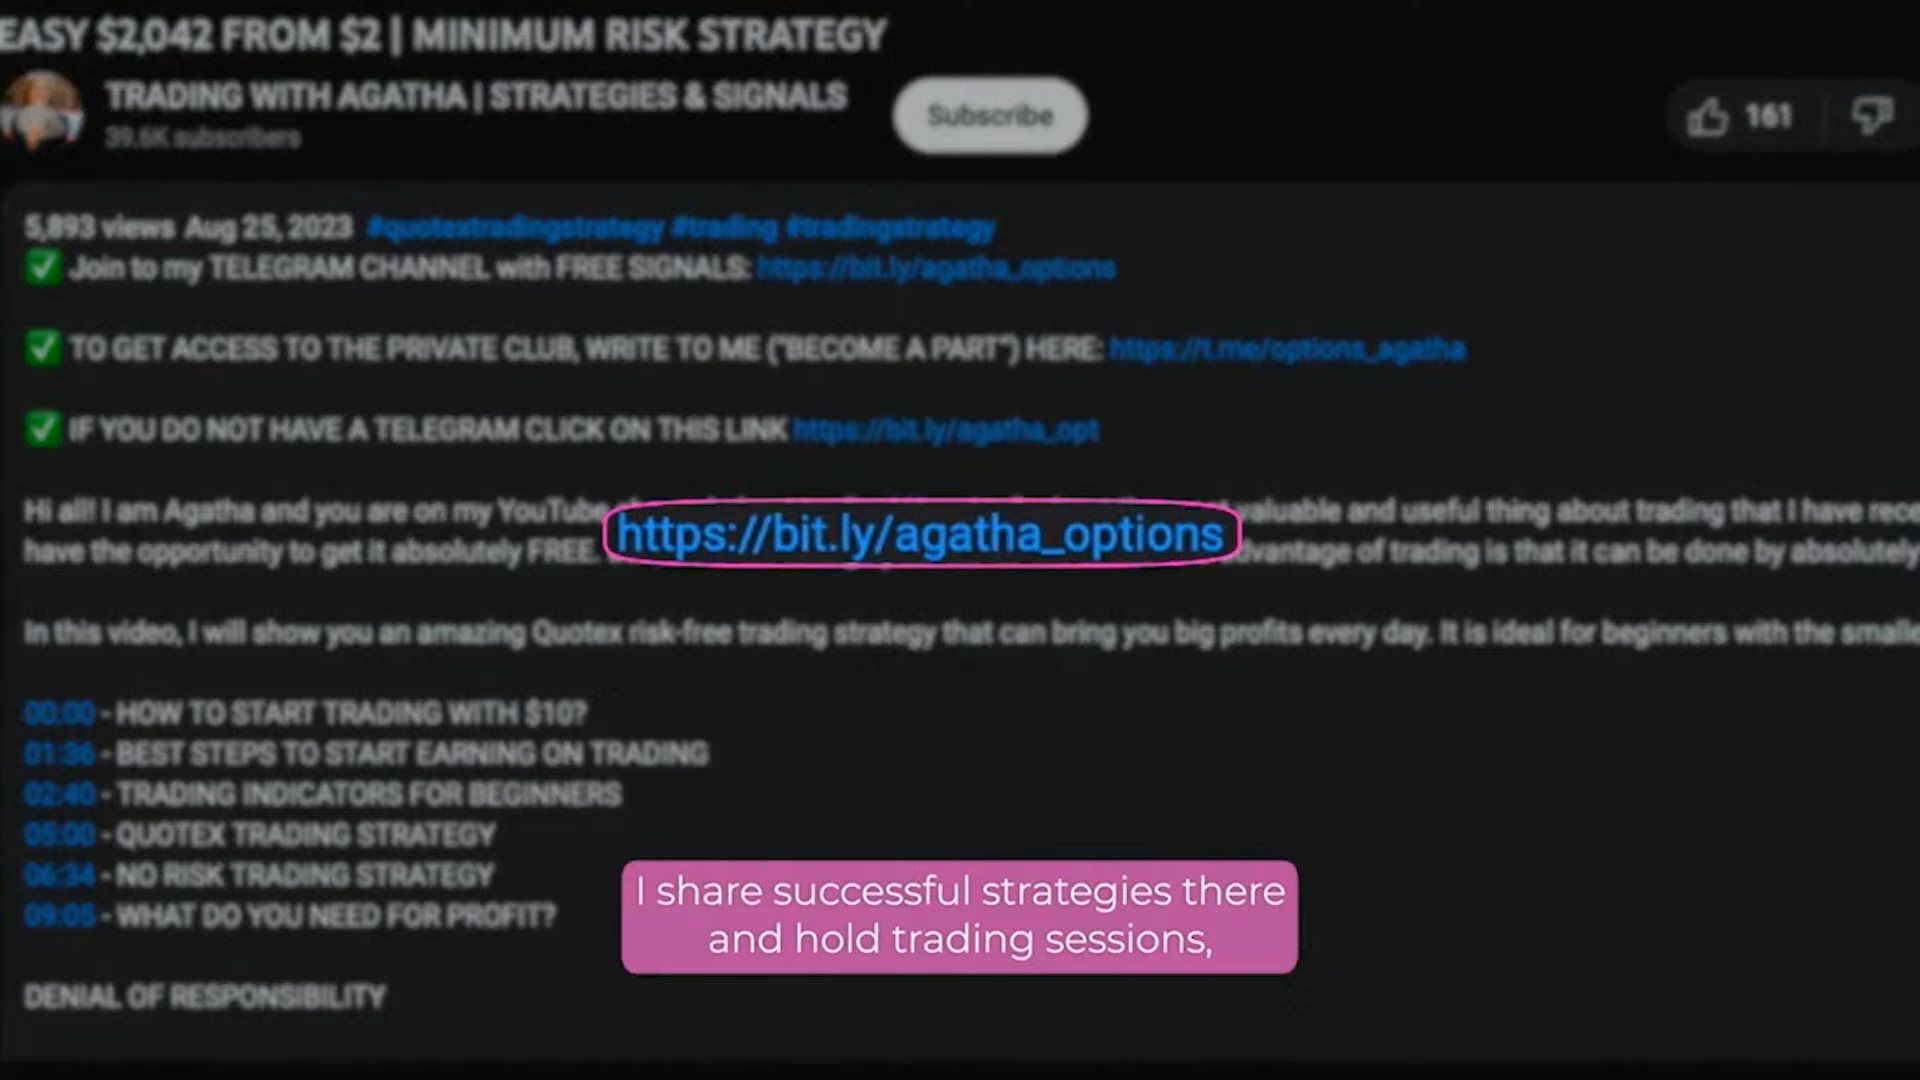 EASY $2,042 FROM $2 | MINIMUM RISK STRATEGY
TRADING WITH AGATHA | STRATEGIES & SIGNALS
39.6K subscribers
Subscribe
161
5,893 views Aug 25, 2023 #quotextradingstrategy #trading #tradingstrategy
✅ Join to my TELEGRAM CHANNEL with FREE SIGNALS: https://bit.ly/agatha_options
✅ TO GET ACCESS TO THE PRIVATE CLUB, WRITE TO ME ("BECOME A PART") HERE: https://t.me/options_agatha
✅ IF YOU DO NOT HAVE A TELEGRAM CLICK ON THIS LINK https://bit.ly/agatha_opt
Hi all! I am Agatha and you are on my YouTube valuable and useful thing about trading that I have rece
https://bit.ly/agatha_options
have the opportunity to get it absolutely FREE. dvantage of trading is that it can be done by absolutely
In this video, I will show you an amazing Quotex risk-free trading strategy that can bring you big profits every day. It is ideal for beginners with the smalle
00:00 - HOW TO START TRADING WITH $10?
01:36 - BEST STEPS TO START EARNING ON TRADING
02:40 - TRADING INDICATORS FOR BEGINNERS
05:00 - QUOTEX TRADING STRATEGY
06:34 - NO RISK TRADING STRATEGY
09:05 - WHAT DO YOU NEED FOR PROFIT?
I share successful strategies there
and hold trading sessions,
DENIAL OF RESPONSIBILITY